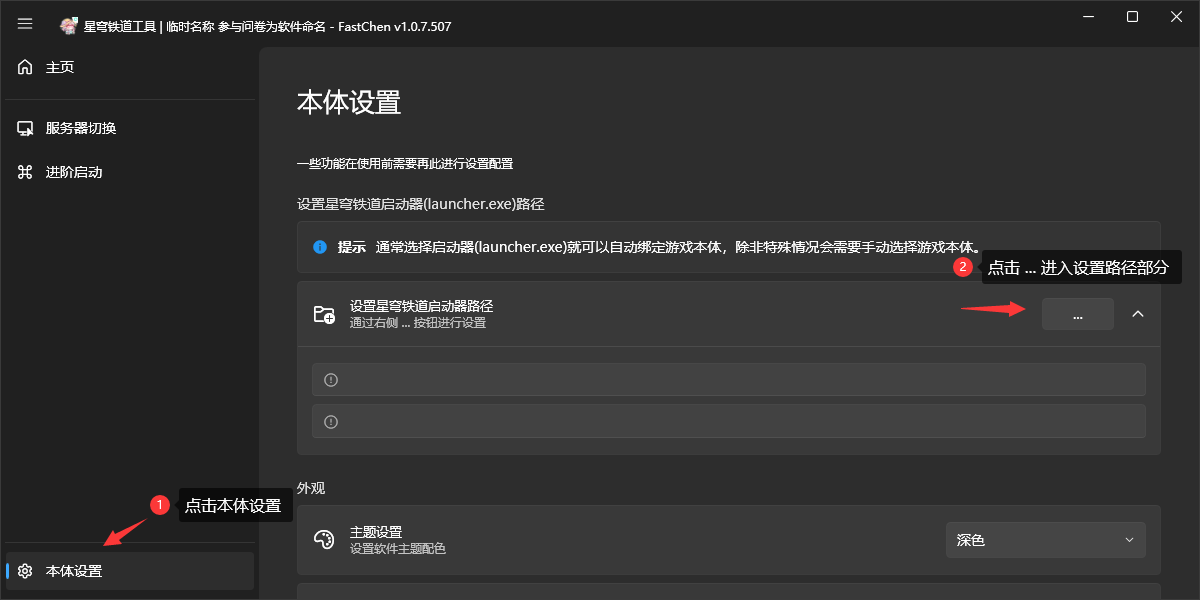 星穹铁道工具 | 临时名称 参与问卷为软件命名 - FastChen v1.0.7.507
主页
服务器切换
进阶启动
本体设置
一些功能在使用前需要再此进行设置配置
设置星穹铁道启动器(launcher.exe)路径
提示 通常选择启动器(launcher.exe)就可以自动绑定游戏本体，除非特殊情况会需要手动选择游戏本体。
2 点击 ... 进入设置路径部分
设置星穹铁道启动器路径
通过右侧 ... 按钮进行设置
...
外观
1 点击本体设置
主题设置
设置软件主题配色
深色
本体设置